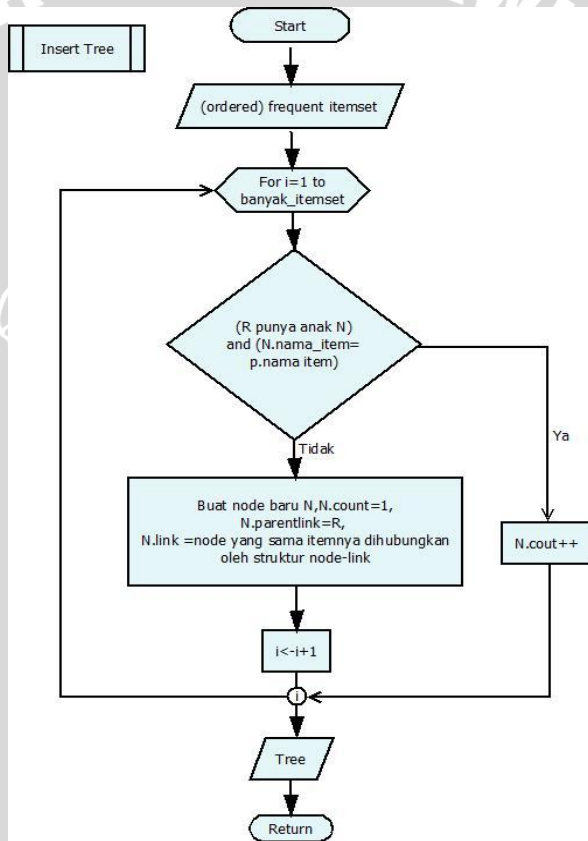 Insert Tree
Start
(ordered) frequent itemset
For i=1 to
banyak_itemset
(R punya anak N)
and (N.nama_item=
p.nama item)
Ya
Tidak
Buat node baru N,N.count=1,
N.parentlink=R,
N.link =node yang sama itemnya dihubungkan
oleh struktur node-link
N.cout++
i<-i+1
i
Tree
Return